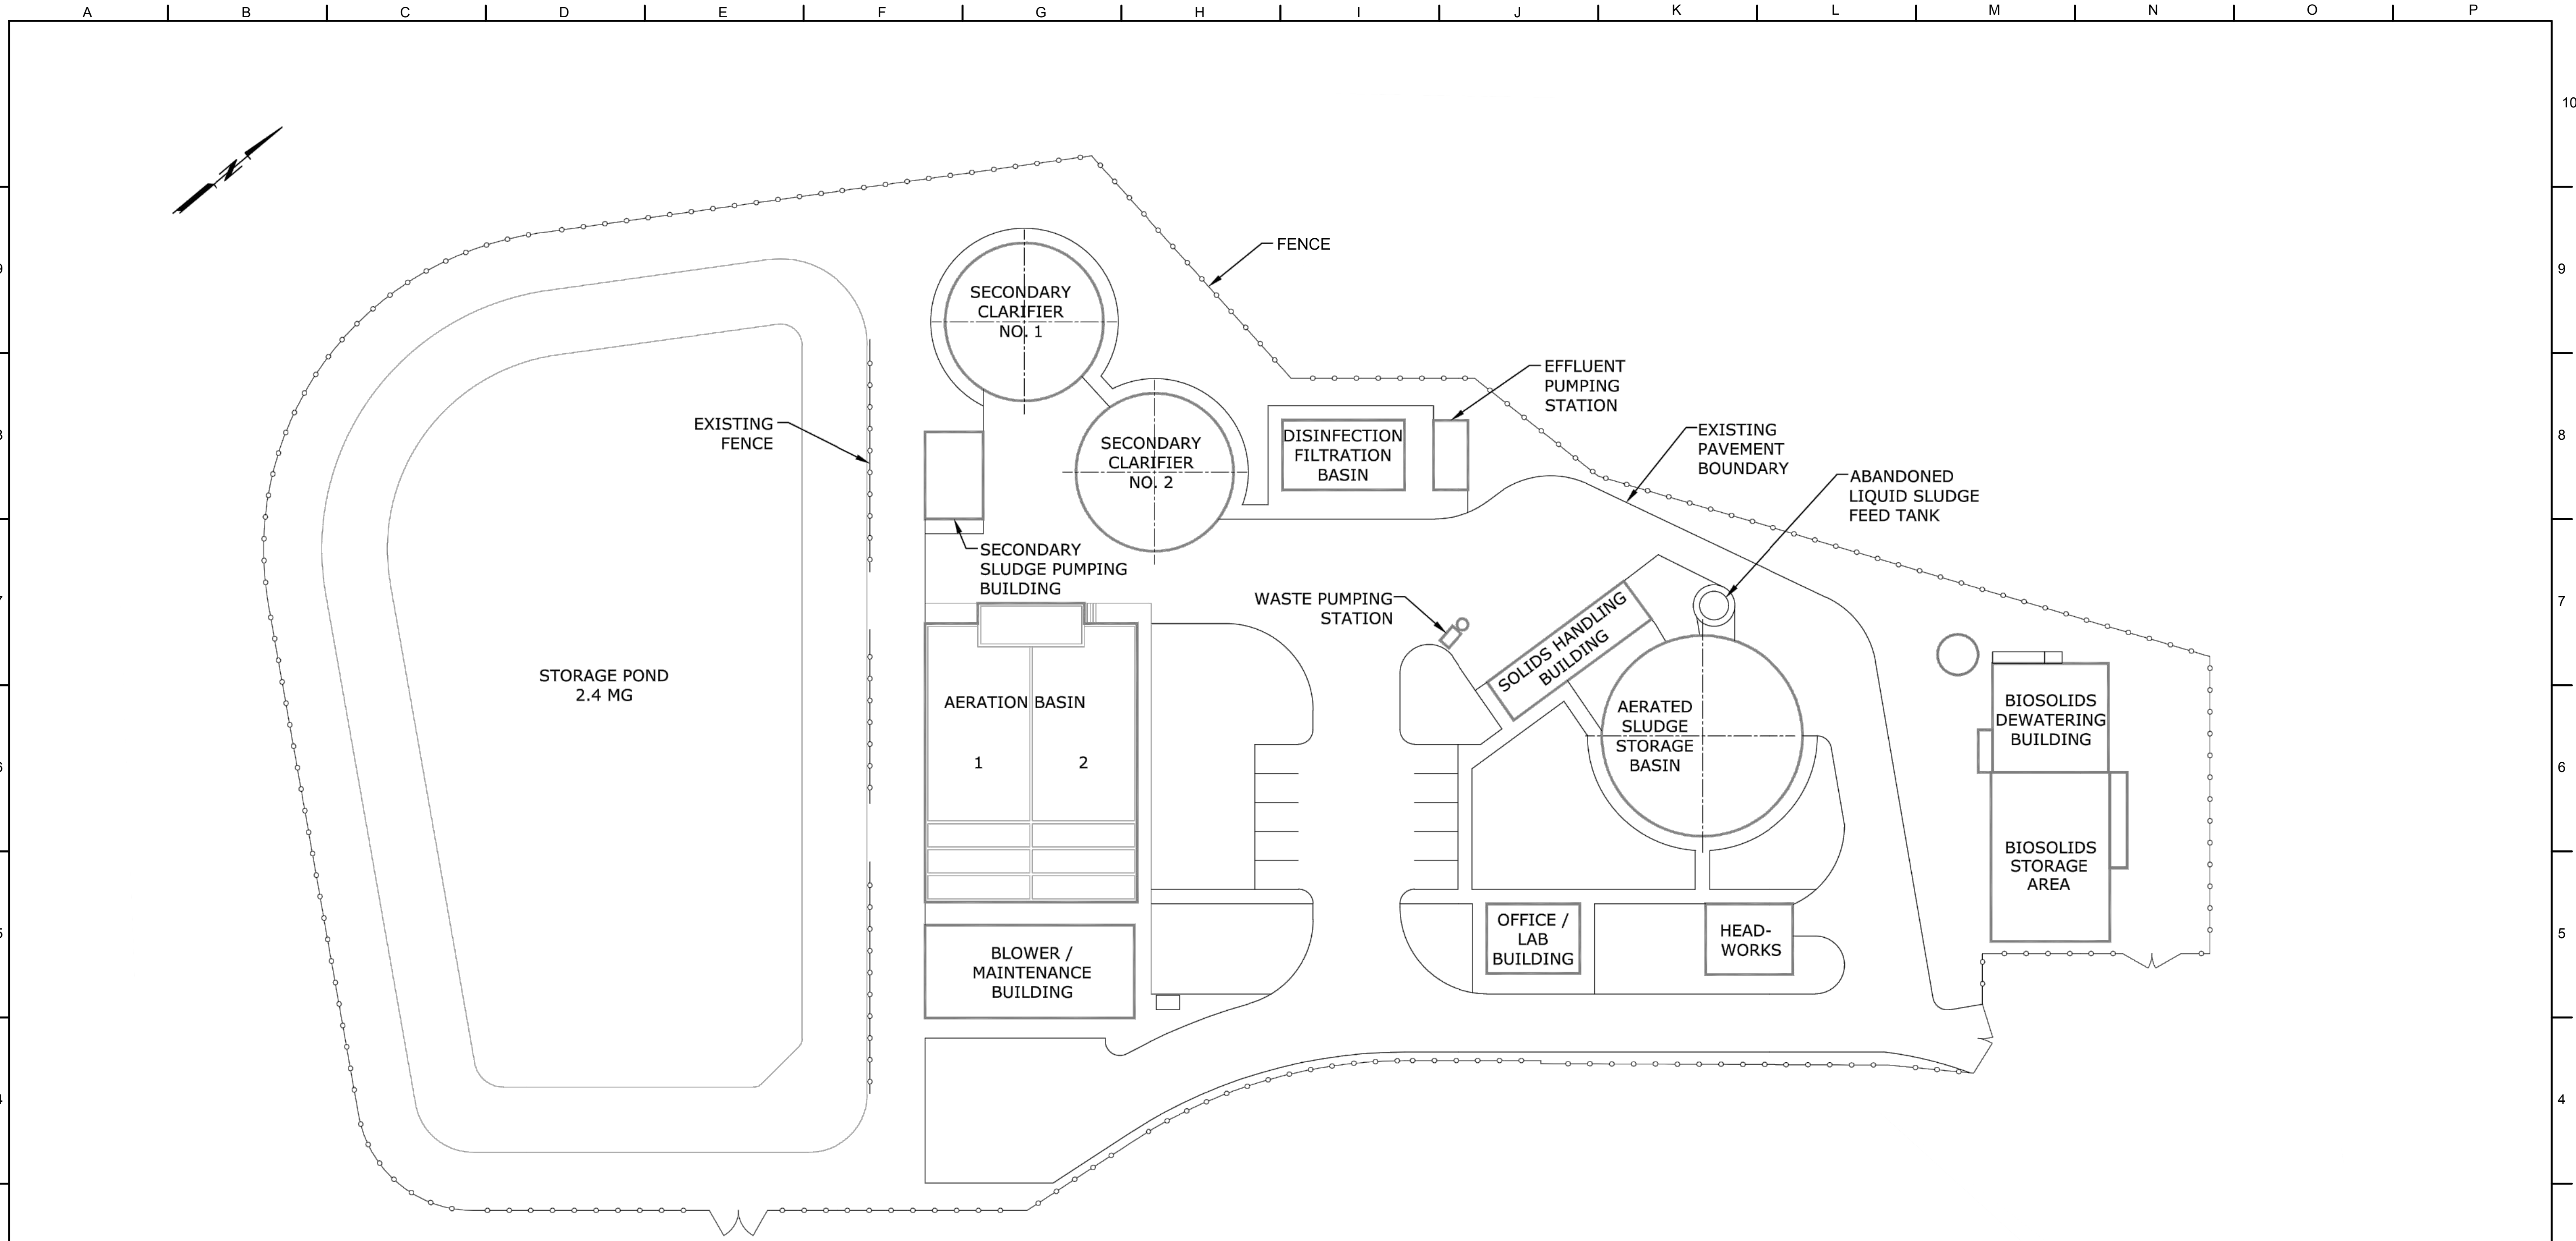 A B C D E F G H I J K L M N O P
10
N
FENCE
9
SECONDARY
CLARIFIER
NO. 1
EFFLUENT
PUMPING
STATION
EXISTING
FENCE
SECONDARY
CLARIFIER
NO. 2
DISINFECTION
FILTRATION
BASIN
EXISTING
PAVEMENT
BOUNDARY
8
ABANDONED
LIQUID SLUDGE
FEED TANK
SECONDARY
SLUDGE PUMPING
BUILDING
WASTE PUMPING
STATION
SOLIDS HANDLING
BUILDING
7
STORAGE POND
2.4 MG
AERATION BASIN
1 2
AERATED
SLUDGE
STORAGE
BASIN
BIOSOLIDS
DEWATERING
BUILDING
6
BIOSOLIDS
STORAGE
AREA
BLOWER /
MAINTENANCE
BUILDING
OFFICE /
LAB
BUILDING
HEAD-
WORKS
5
4